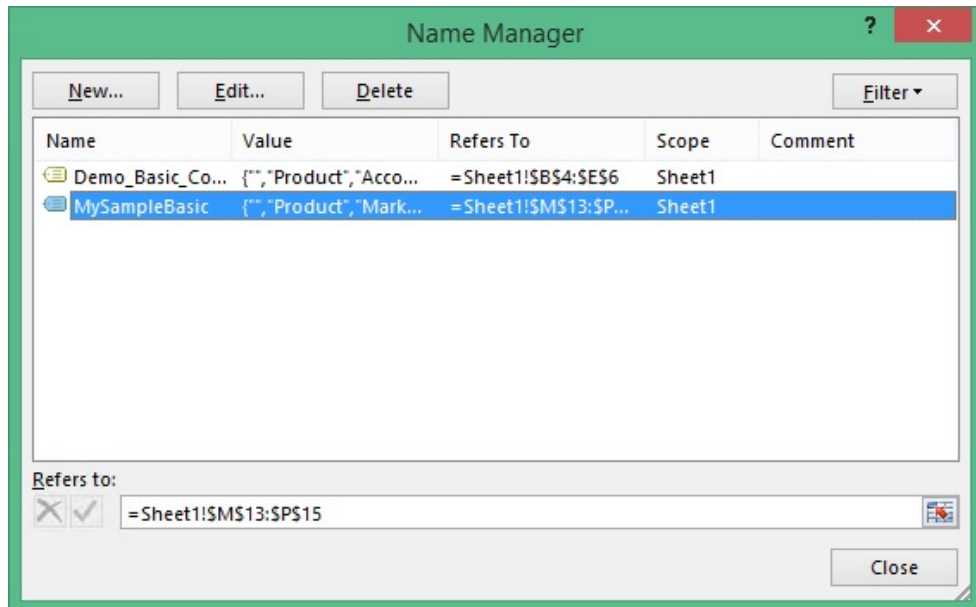 Name Manager ?
New... Edit... Delete Filter
Name Value Refers To Scope Comment
Demo_Basic_Co... {"","Product","Acco... =Sheet1!$B$4:$E$6 Sheet1
MySampleBasic {"","Product","Mark... =Sheet1!$M$13:$P... Sheet1
Refers to:
=Sheet1!$M$13:$P$15
Close